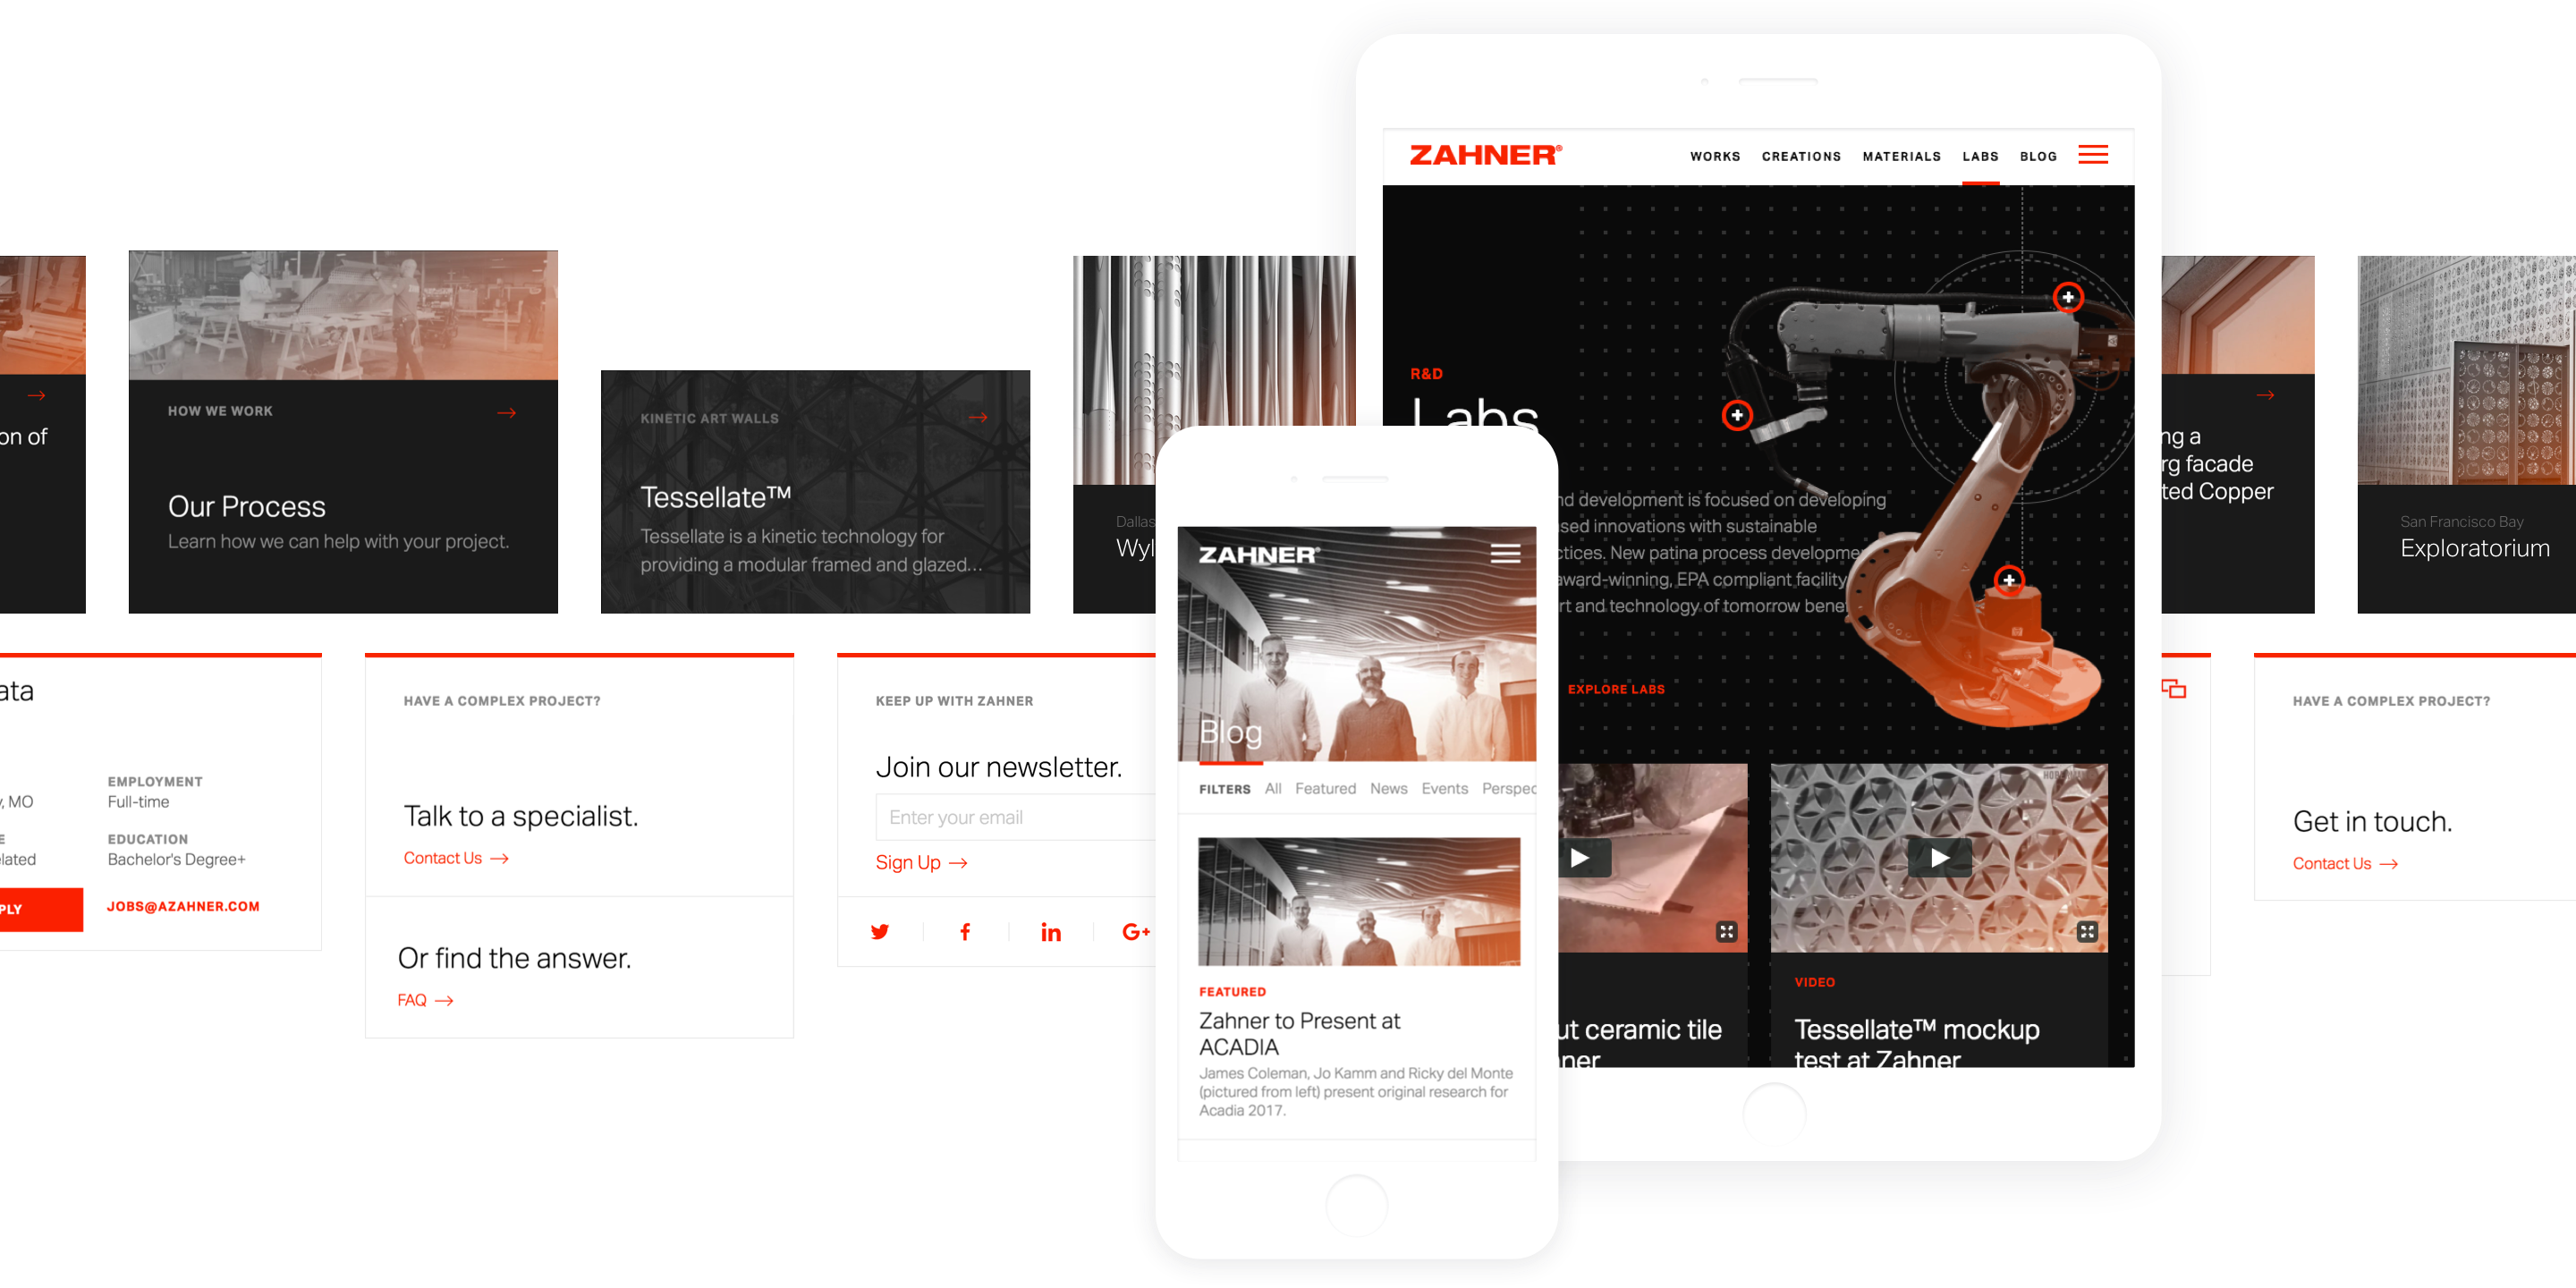 on of
HOW WE WORK
Our Process
Learn how we can help with your project.
KINETIC ART WALLS
Tessellate™
Tessellate is a kinetic technology for
providing a modular framed and glazed...
Dallas
Wyl
ZAHNER®
WORKS CREATIONS MATERIALS LABS BLOG
R&D
Labs
nd development is focused on developing
sed innovations with sustainable
ctices. New patina process developme
award-winning, EPA compliant facility
rt and technology of tomorrow bene
EXPLORE LABS
ut ceramic tile
ner
VIDEO
Tessellate™ mockup
test at Zahner
ng a
rg facade
ted Copper
San Francisco Bay
Exploratorium
ata
, MO
EMPLOYMENT
Full-time
E
elated
EDUCATION
Bachelor's Degree+
PLY
JOBS@AZAHNER.COM
HAVE A COMPLEX PROJECT?
Talk to a specialist.
Contact Us →
Or find the answer.
FAQ →
KEEP UP WITH ZAHNER
Join our newsletter.
Enter your email
Sign Up →
G+
ZAHNER®
Blog
FILTERS All Featured News Events Perspec
FEATURED
Zahner to Present at
ACADIA
James Coleman, Jo Kamm and Ricky del Monte
(pictured from left) present original research for
Acadia 2017.
HAVE A COMPLEX PROJECT?
Get in touch.
Contact Us →